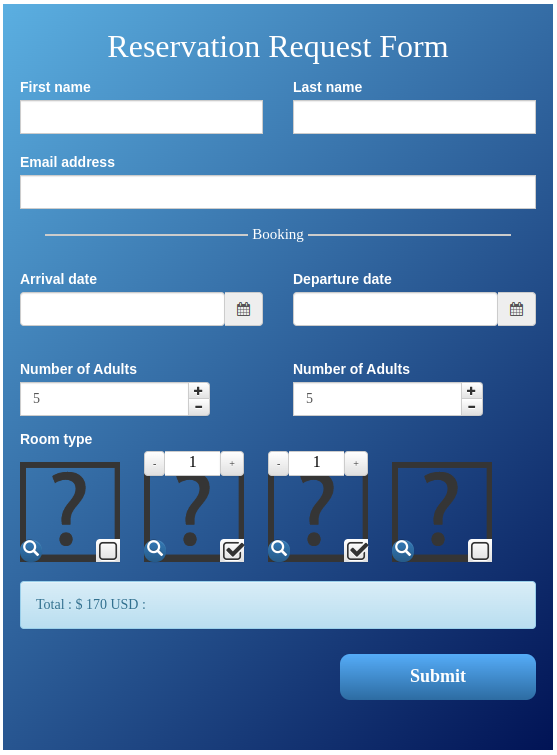 Reservation Request Form
First name Last name
Email address
Booking
Arrival date Departure date
Number of Adults Number of Adults
5 5
Room type
- 1 + - 1 +
? ? ? ?
Total : $ 170 USD :
Submit